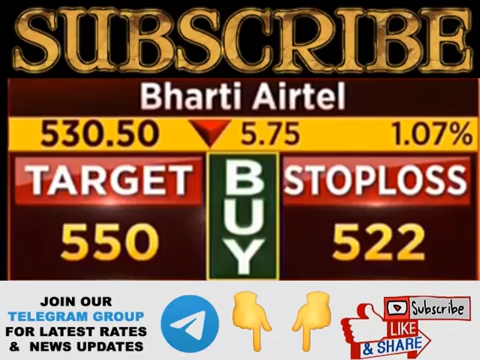 SUBSCRIBE
Bharti Airtel
530.50 5.75 1.07%
TARGET BUY STOPLOSS
550 522
JOIN OUR
TELEGRAM GROUP
FOR LATEST RATES
& NEWS UPDATES
Subscribe
LIKE
& SHARE